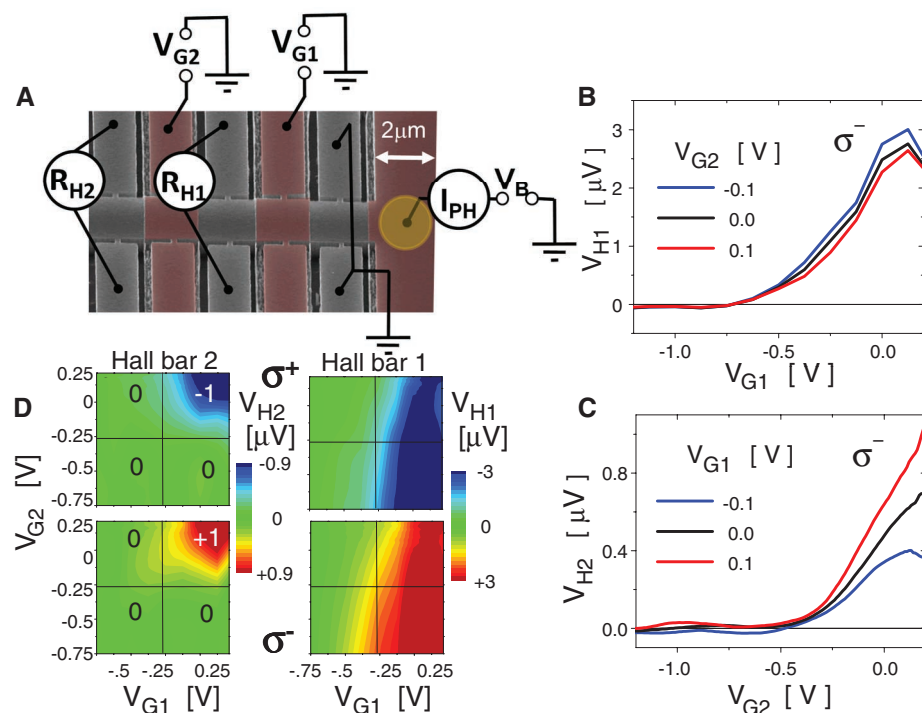 A
V_G2
V_G1
2μm
R_H2
R_H1
I_PH
V_B
B
σ⁻
V_G2 [ V ]
-0.1
0.0
0.1
V_H1 [ μV ]
3
2
1
0
-1.0
-0.5
0.0
V_G1 [ V ]
C
σ⁻
V_G1 [ V ]
-0.1
0.0
0.1
V_H2 [ μV ]
0.8
0.4
0.0
-1.0
-0.5
0.0
V_G2 [ V ]
D
Hall bar 2
σ⁺
Hall bar 1
0.25
0
-0.25
-0.5
-0.75
0
-1
0
0
V_H2
[μV]
-0.9
0
+0.9
V_H1
[μV]
-3
0
+3
V_G2 [V]
0.25
0
-0.25
-0.5
-0.75
0
+1
0
0
σ⁻
-.5 -.25 0 0.25
V_G1 [V]
-.5 -.25 0 0.25
V_G1 [V]